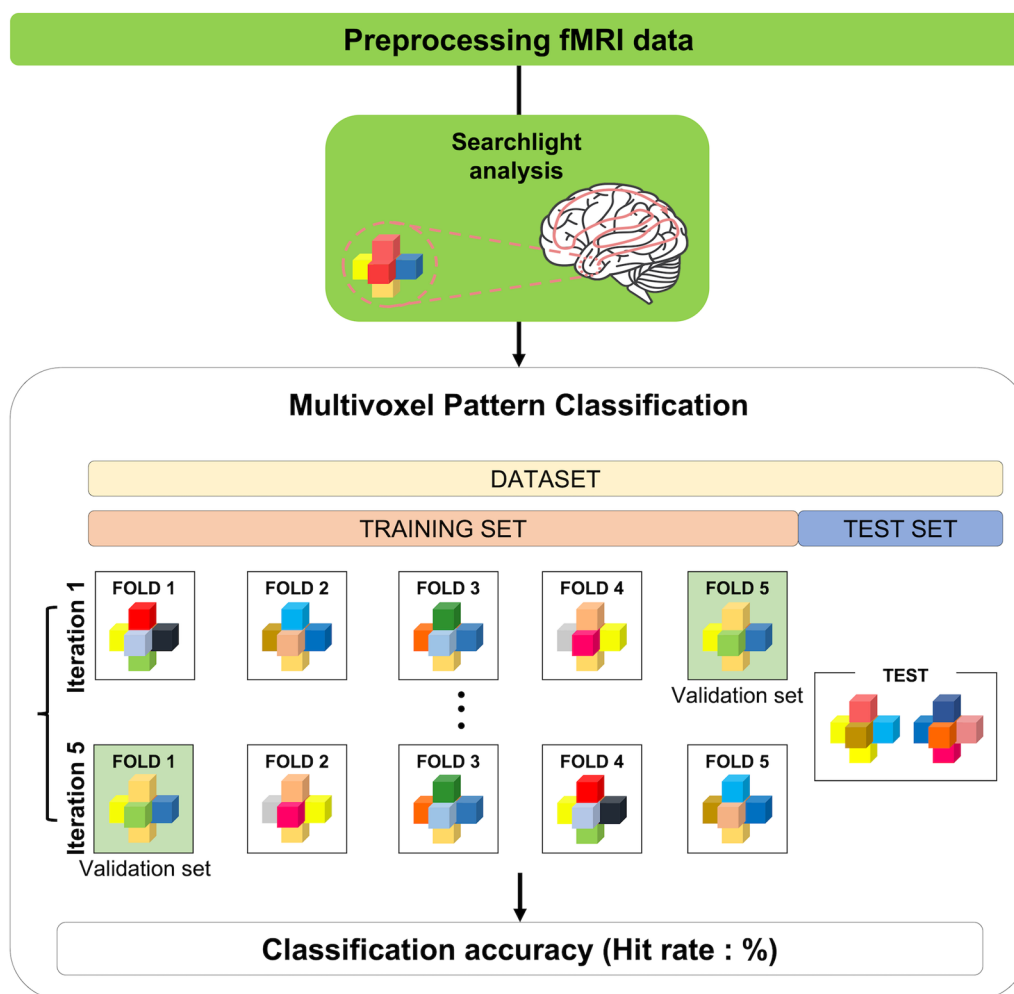 Preprocessing fMRI data
Searchlight
analysis
Multivoxel Pattern Classification
DATASET
TRAINING SET
TEST SET
Iteration 1
FOLD 1
FOLD 2
FOLD 3
FOLD 4
FOLD 5
Validation set
TEST
Iteration 5
FOLD 1
FOLD 2
FOLD 3
FOLD 4
FOLD 5
Validation set
Classification accuracy (Hit rate : %)